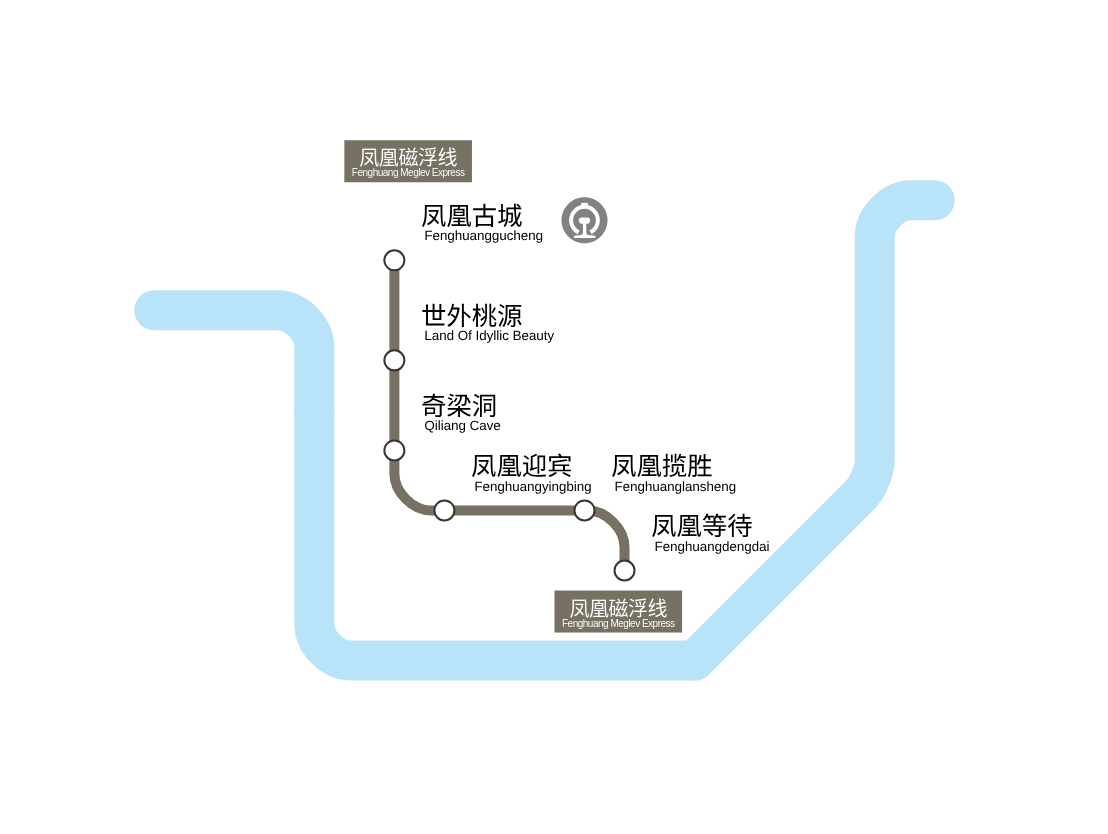 凤凰磁浮线
Fenghuang Meglev Express
凤凰古城
Fenghuanggucheng
世外桃源
Land Of Idyllic Beauty
奇梁洞
Qiliang Cave
凤凰迎宾
Fenghuangyingbing
凤凰揽胜
Fenghuanglansheng
凤凰等待
Fenghuangdengdai
凤凰磁浮线
Fenghuang Meglev Express